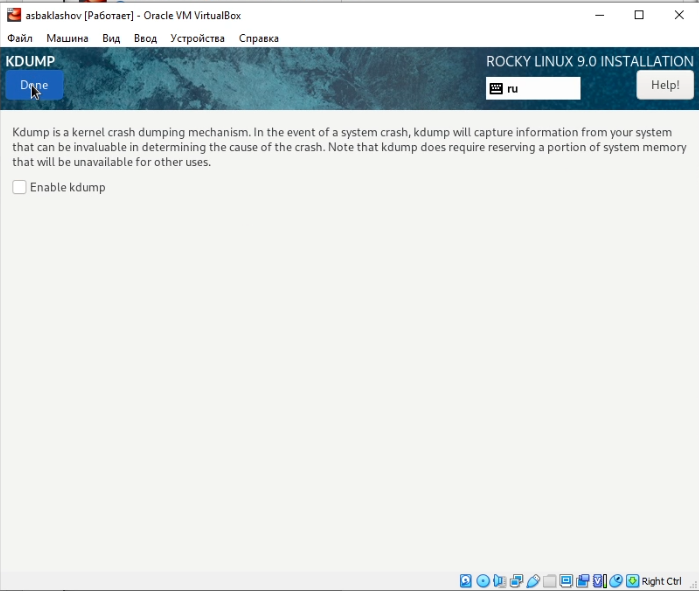 asbaklashov [Работает] - Oracle VM VirtualBox
Файл Машина Вид Ввод Устройства Справка
KDUMP
ROCKY LINUX 9.0 INSTALLATION
Done
ru
Help!
Kdump is a kernel crash dumping mechanism. In the event of a system crash, kdump will capture information from your system
that can be invaluable in determining the cause of the crash. Note that kdump does require reserving a portion of system memory
that will be unavailable for other uses.
Enable kdump
Right Ctrl